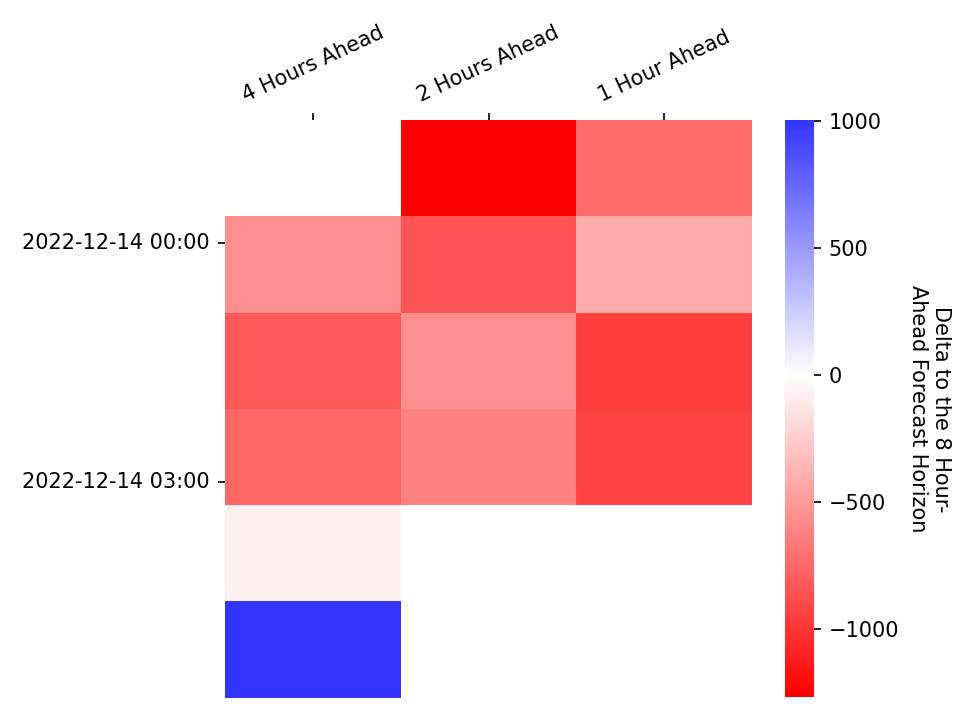 4 Hours Ahead
2 Hours Ahead
1 Hour Ahead
2022-12-14 00:00
2022-12-14 03:00
1000
500
0
−500
−1000
Delta to the 8 Hour-
Ahead Forecast Horizon